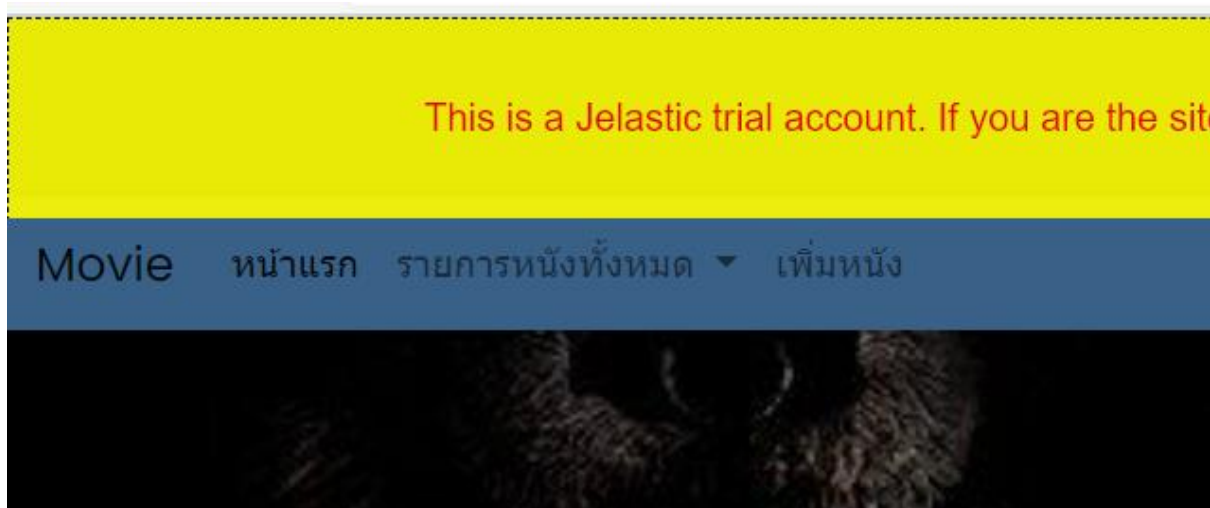 This is a Jelastic trial account. If you are the site
Movie หน้าแรก รายการหนังทั้งหมด เพิ่มหนัง